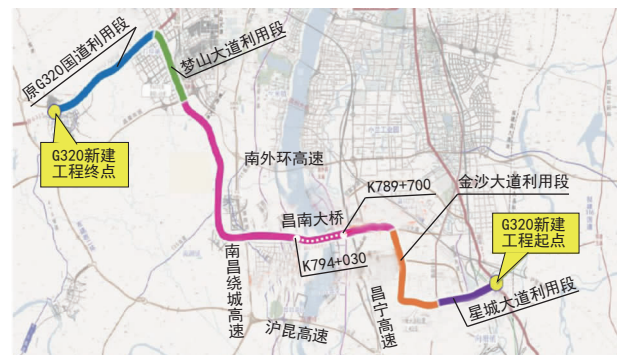 原G320国道利用段
梦山大道利用段
G320新建
工程终点
南外环高速
K789+700
金沙大道利用段
昌南大桥
G320新建
工程起点
K794+030
南昌绕城高速
昌宁高速
星城大道利用段
沪昆高速